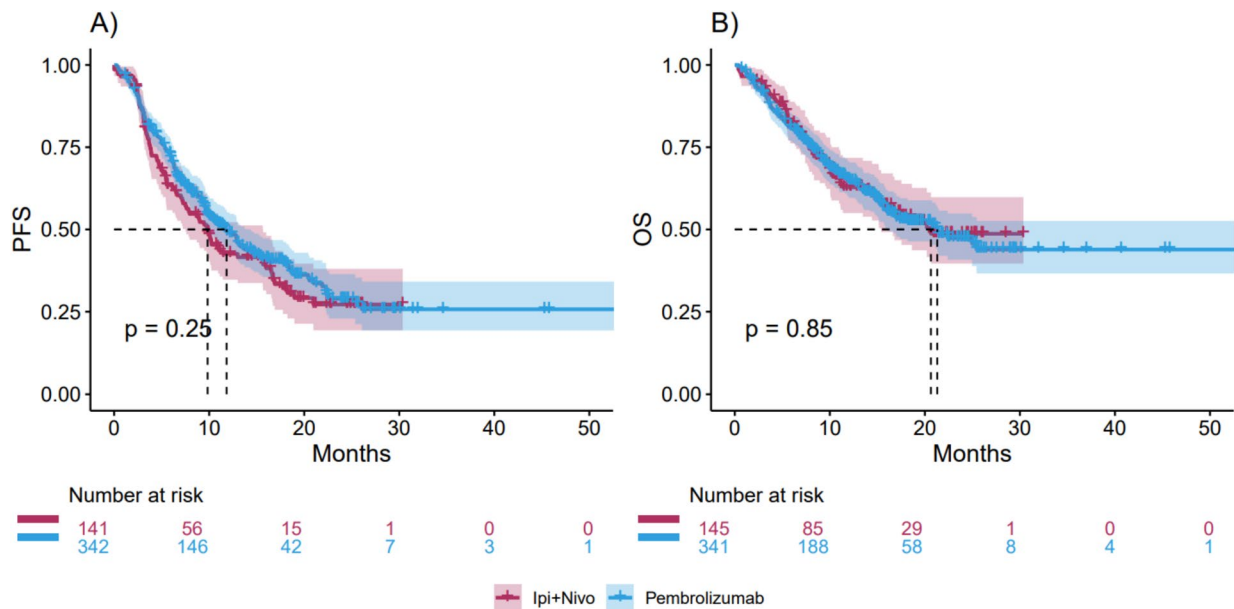 A)
B)
1.00
0.75
0.50
0.25
0.00
PFS
p = 0.25
0 10 20 30 40 50
Months
1.00
0.75
0.50
0.25
0.00
OS
p = 0.85
0 10 20 30 40 50
Months
Number at risk
141 56 15 1 0 0
342 146 42 7 3 1
Number at risk
145 85 29 1 0 0
341 188 58 8 4 1
Ipi+Nivo Pembrolizumab